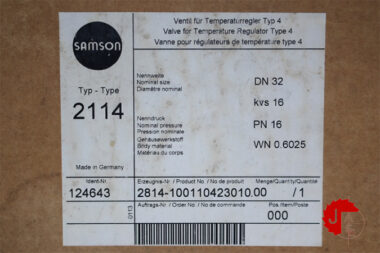 SAMSON
Typ - Type
2114
Made in Germany
Ventil für Temperaturregler Typ 4
Valve for Temperature Regulator Type 4
Vanne pour régulateurs de température type 4
Nennweite
Nominal size
Diamètre nominal
DN 32
kvs 16
Nenndruck
Nominal pressure
Pression nominale
PN 16
Gehäusewerkstoff
Body material
Matériau du corps
WN 0.6025
Ident-Nr.
124643
Erzeugnis-Nr. / Product No. / No de produit
2814-100110423010.00
Menge/Quantity/Quantité
/ 1
0113
Auftrags-Nr. / Order No. / No de commande
Pos./Item/Poste
000